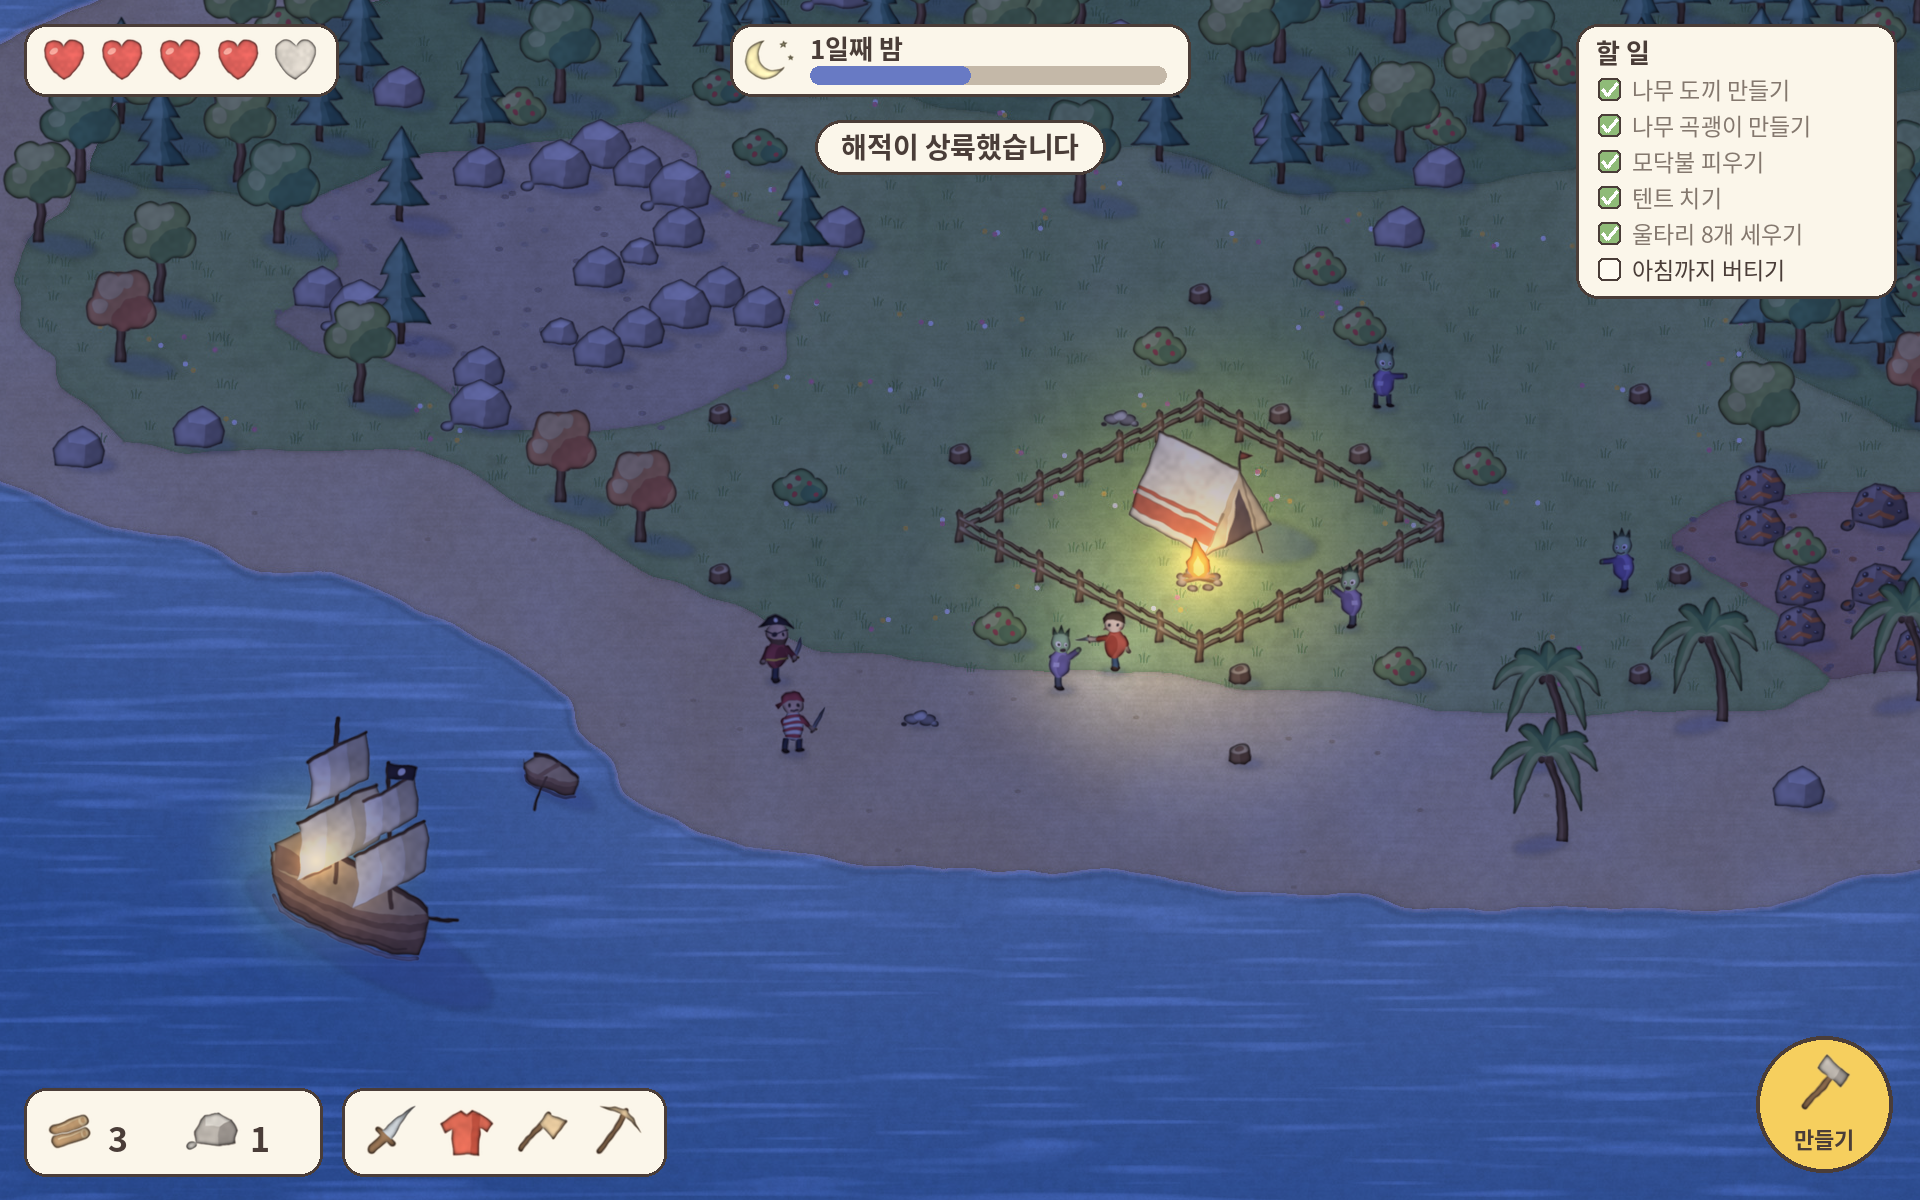 1일째 밤
해적이 상륙했습니다
할 일
나무 도끼 만들기
나무 곡괭이 만들기
모닥불 피우기
텐트 치기
울타리 8개 세우기
아침까지 버티기
3
1
만들기